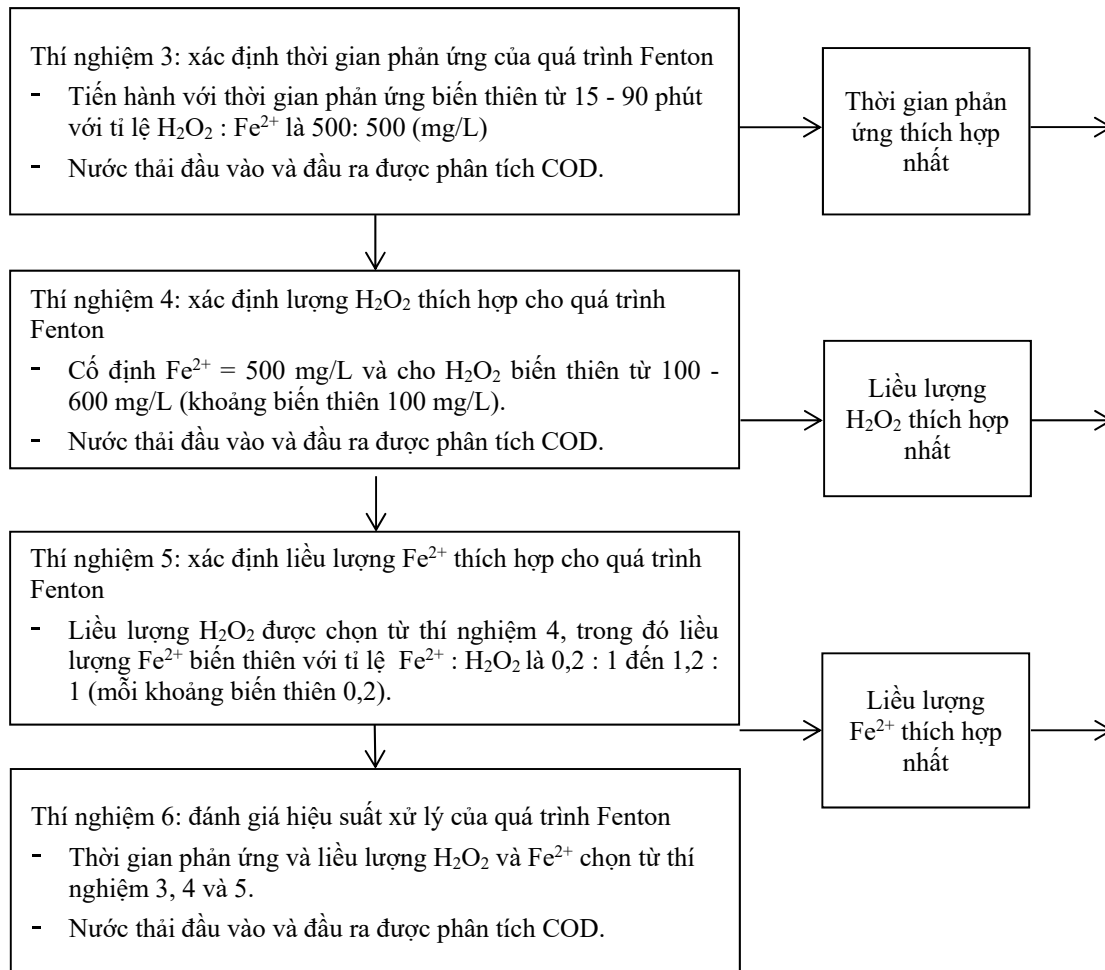 Thí nghiệm 3: xác định thời gian phản ứng của quá trình Fenton
- Tiến hành với thời gian phản ứng biến thiên từ 15 - 90 phút
với tỉ lệ H₂O₂ : Fe²⁺ là 500: 500 (mg/L)
- Nước thải đầu vào và đầu ra được phân tích COD.
Thời gian phản
ứng thích hợp
nhất
Thí nghiệm 4: xác định lượng H₂O₂ thích hợp cho quá trình
Fenton
- Cố định Fe²⁺ = 500 mg/L và cho H₂O₂ biến thiên từ 100 -
600 mg/L (khoảng biến thiên 100 mg/L).
- Nước thải đầu vào và đầu ra được phân tích COD.
Liều lượng
H₂O₂ thích hợp
nhất
Thí nghiệm 5: xác định liều lượng Fe²⁺ thích hợp cho quá trình
Fenton
- Liều lượng H₂O₂ được chọn từ thí nghiệm 4, trong đó liều
lượng Fe²⁺ biến thiên với tỉ lệ Fe²⁺ : H₂O₂ là 0,2 : 1 đến 1,2 :
1 (mỗi khoảng biến thiên 0,2).
Liều lượng
Fe²⁺ thích hợp
nhất
Thí nghiệm 6: đánh giá hiệu suất xử lý của quá trình Fenton
- Thời gian phản ứng và liều lượng H₂O₂ và Fe²⁺ chọn từ thí
nghiệm 3, 4 và 5.
- Nước thải đầu vào và đầu ra được phân tích COD.